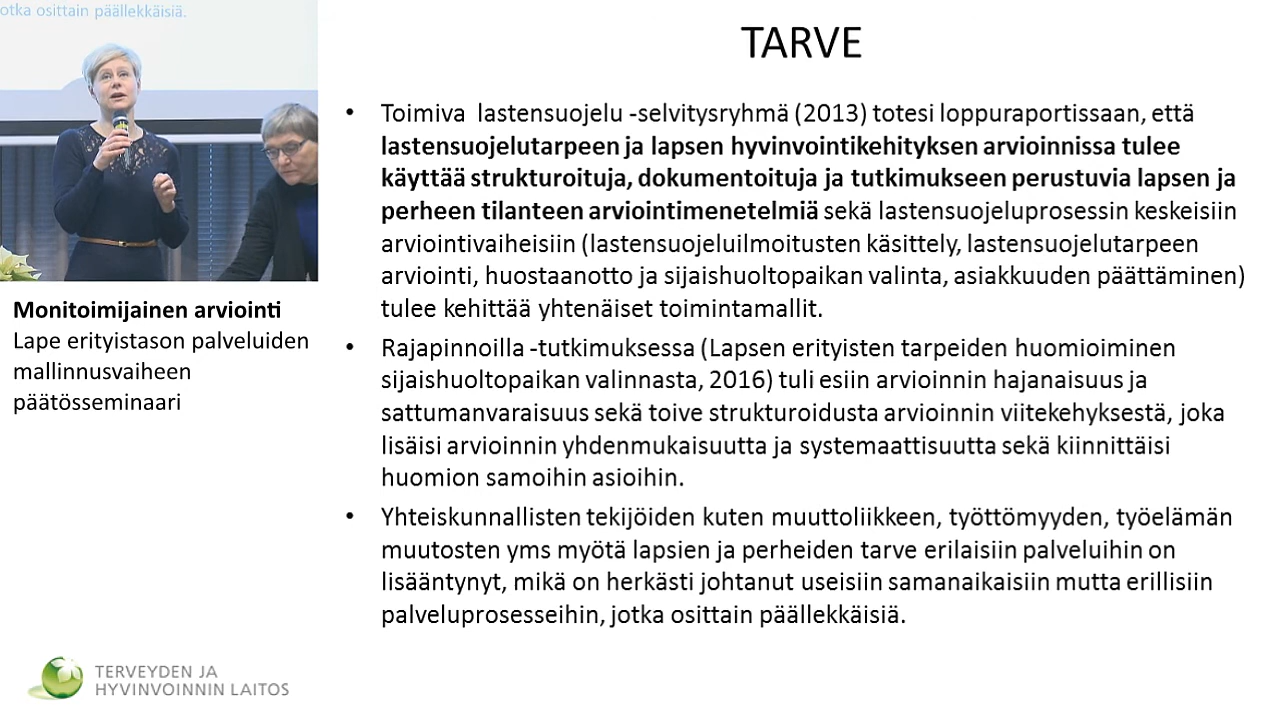 otka osittain päällekkäisiä.
TARVE
• Toimiva lastensuojelu -selvitysryhmä (2013) totesi loppuraportissaan, että
lastensuojelutarpeen ja lapsen hyvinvointikehityksen arvioinnissa tulee
käyttää strukturoituja, dokumentoituja ja tutkimukseen perustuvia lapsen ja
perheen tilanteen arviointimenetelmiä sekä lastensuojeluprosessin keskeisiin
arviointivaiheisiin (lastensuojeluilmoitusten käsittely, lastensuojelutarpeen
arviointi, huostaanotto ja sijaishuoltopaikan valinta, asiakkuuden päättäminen)
tulee kehittää yhtenäiset toimintamallit.
• Rajapinnoilla -tutkimuksessa (Lapsen erityisten tarpeiden huomioiminen
sijaishuoltopaikan valinnasta, 2016) tuli esiin arvioinnin hajanaisuus ja
sattumanvaraisuus sekä toive strukturoidusta arvioinnin viitekehyksestä, joka
lisäisi arvioinnin yhdenmukaisuutta ja systemaattisuutta sekä kiinnittäisi
huomion samoihin asioihin.
• Yhteiskunnallisten tekijöiden kuten muuttoliikkeen, työttömyyden, työelämän
muutosten yms myötä lapsien ja perheiden tarve erilaisiin palveluihin on
lisääntynyt, mikä on herkästi johtanut useisiin samanaikaisiin mutta erillisiin
palveluprosesseihin, jotka osittain päällekkäisiä.
Monitoimijainen arviointi
Lape erityistason palveluiden
mallinnusvaiheen
päätösseminaari
TERVEYDEN JA
HYVINVOINNIN LAITOS